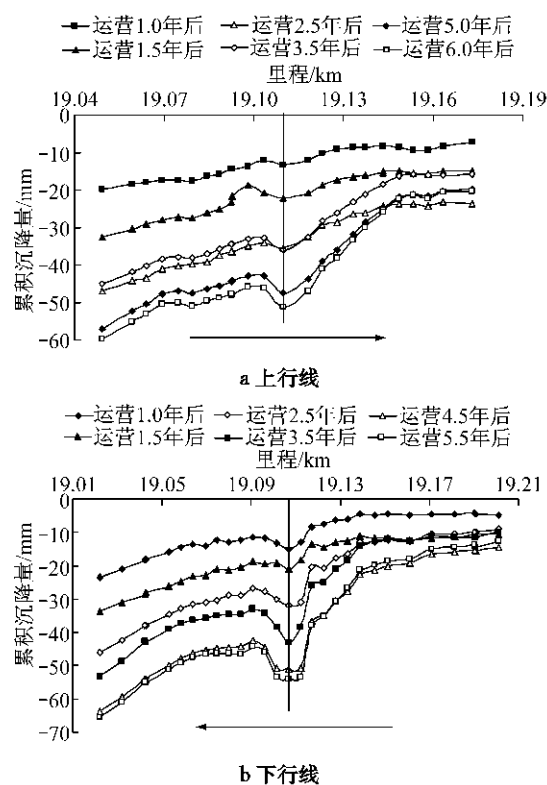 运营1.0年后 运营2.5年后 运营5.0年后
运营1.5年后 运营3.5年后 运营6.0年后
里程/km
19.04 19.07 19.10 19.13 19.16 19.19
0
-10
-20
-30
-40
-50
-60
累积沉降量/mm
a 上行线
运营1.0年后 运营2.5年后 运营4.5年后
运营1.5年后 运营3.5年后 运营5.5年后
里程/km
19.01 19.05 19.09 19.13 19.17 19.21
0
-10
-20
-30
-40
-50
-60
-70
累积沉降量/mm
b 下行线